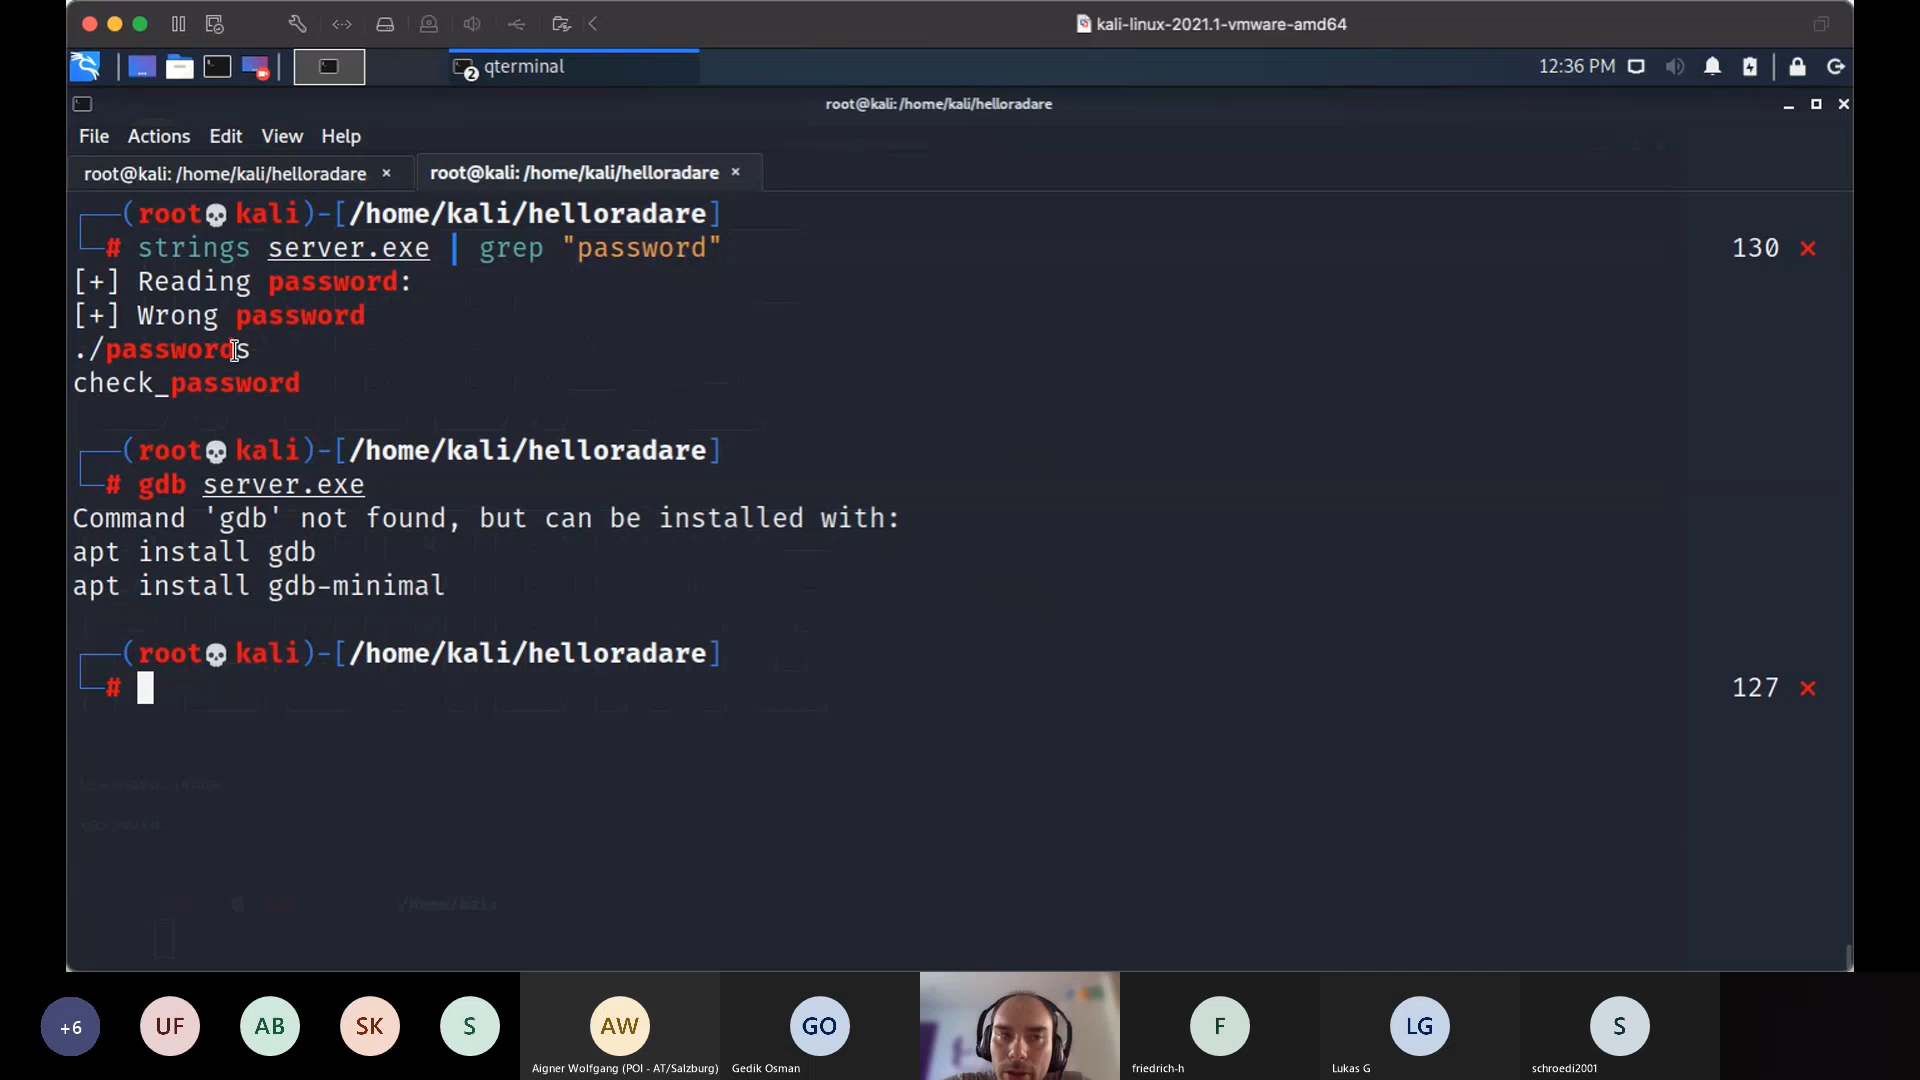 kali-linux-2021.1-vmware-amd64
2 qterminal
12:36 PM
root@kali: /home/kali/helloradare
File Actions Edit View Help
root@kali: /home/kali/helloradare × root@kali: /home/kali/helloradare ×
┌──(root💀kali)-[/home/kali/helloradare]
└─# strings server.exe | grep "password" 130 ×
[+] Reading password:
[+] Wrong password
./passwords
check_password
┌──(root💀kali)-[/home/kali/helloradare]
└─# gdb server.exe
Command 'gdb' not found, but can be installed with:
apt install gdb
apt install gdb-minimal
┌──(root💀kali)-[/home/kali/helloradare]
└─# 127 ×
/home/kali
+6 UF AB SK S AW GO F LG S
Aigner Wolfgang (POI - AT/Salzburg) Gedik Osman friedrich-h Lukas G schroedi2001